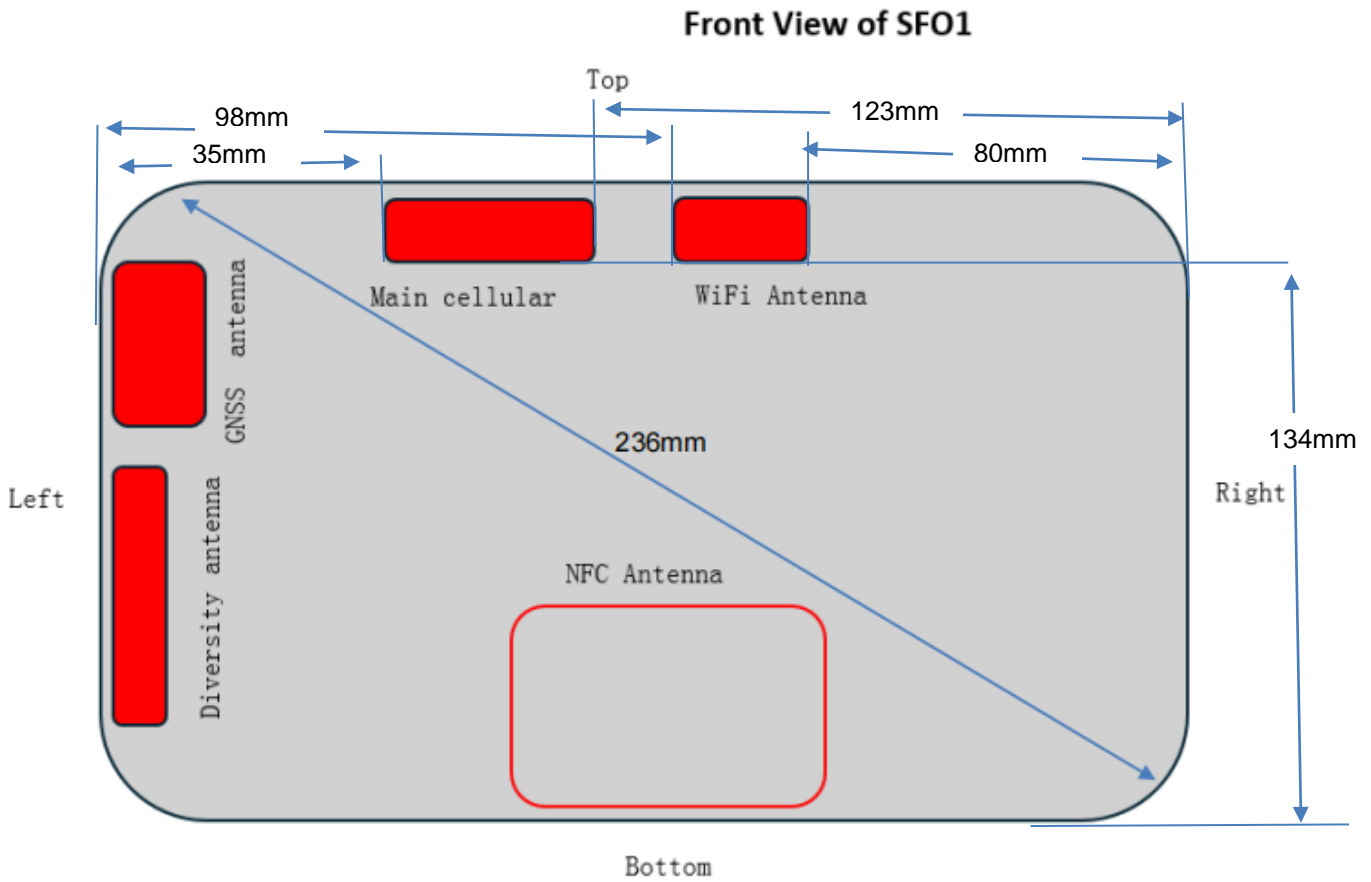 Front View of SFO1
Top
98mm
123mm
35mm
80mm
Main cellular
WiFi Antenna
GNSS antenna
236mm
134mm
Left
Right
Diversity antenna
NFC Antenna
Bottom